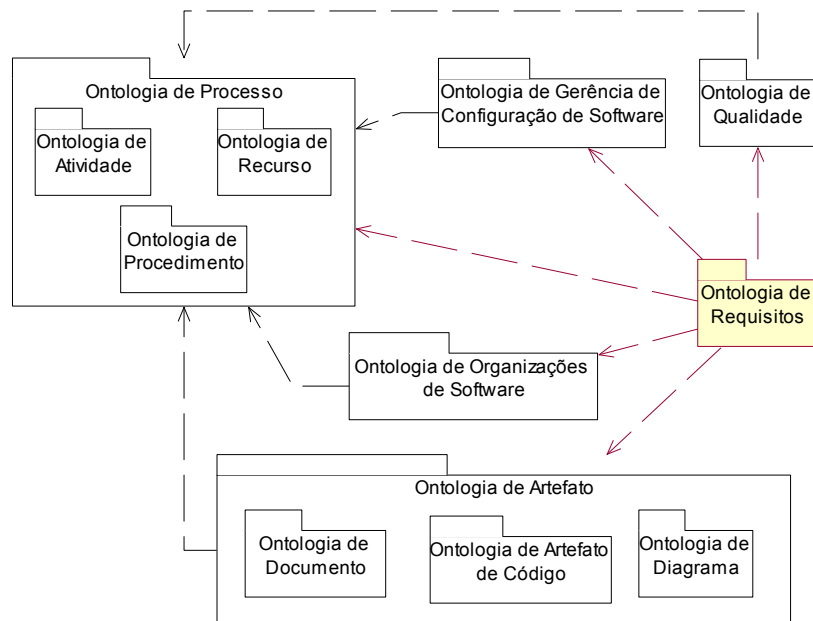 Ontologia de Processo
Ontologia de
Atividade
Ontologia de
Recurso
Ontologia de
Procedimento
Ontologia de Gerência de
Configuração de Software
Ontologia de
Qualidade
Ontologia de
Requisitos
Ontologia de Organizações
de Software
Ontologia de Artefato
Ontologia de
Documento
Ontologia de Artefato
de Código
Ontologia de
Diagrama